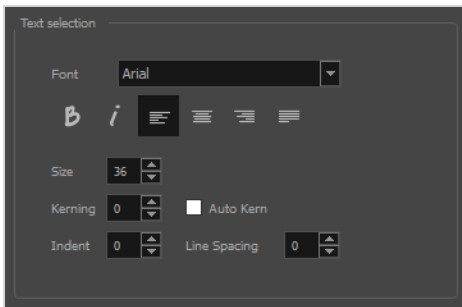 Text selection
Font Arial
B i
Size 36
Kerning 0 Auto Kern
Indent 0 Line Spacing 0